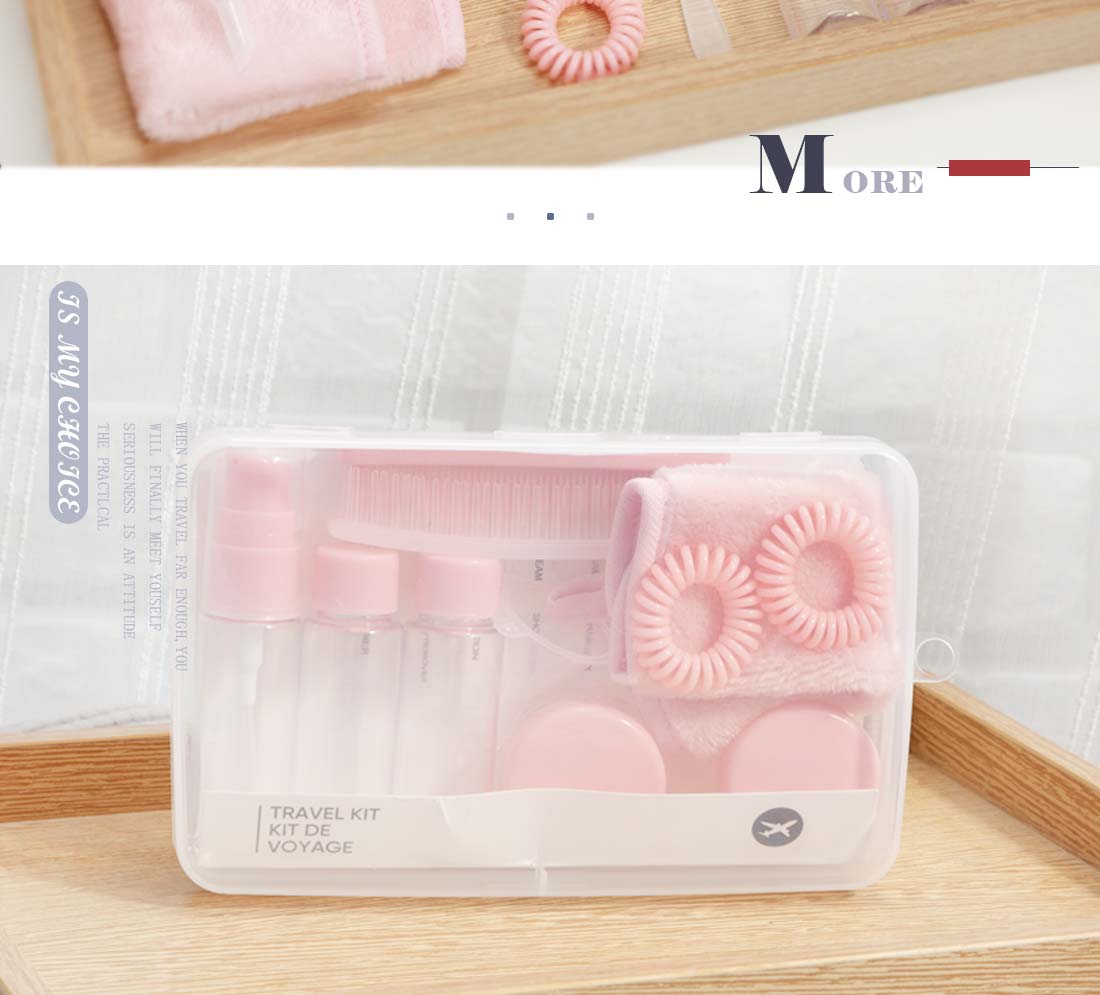 MORE
IS MY CHOICE
WHEN YOU TRAVEL FAR ENOUGH,YOU
WILL FINALLY MEET YOUSELF
SERIOUSNESS IS AN ATTITUDE
THE PRACTLCAL
EAM
TRAVEL KIT
KIT DE
VOYAGE